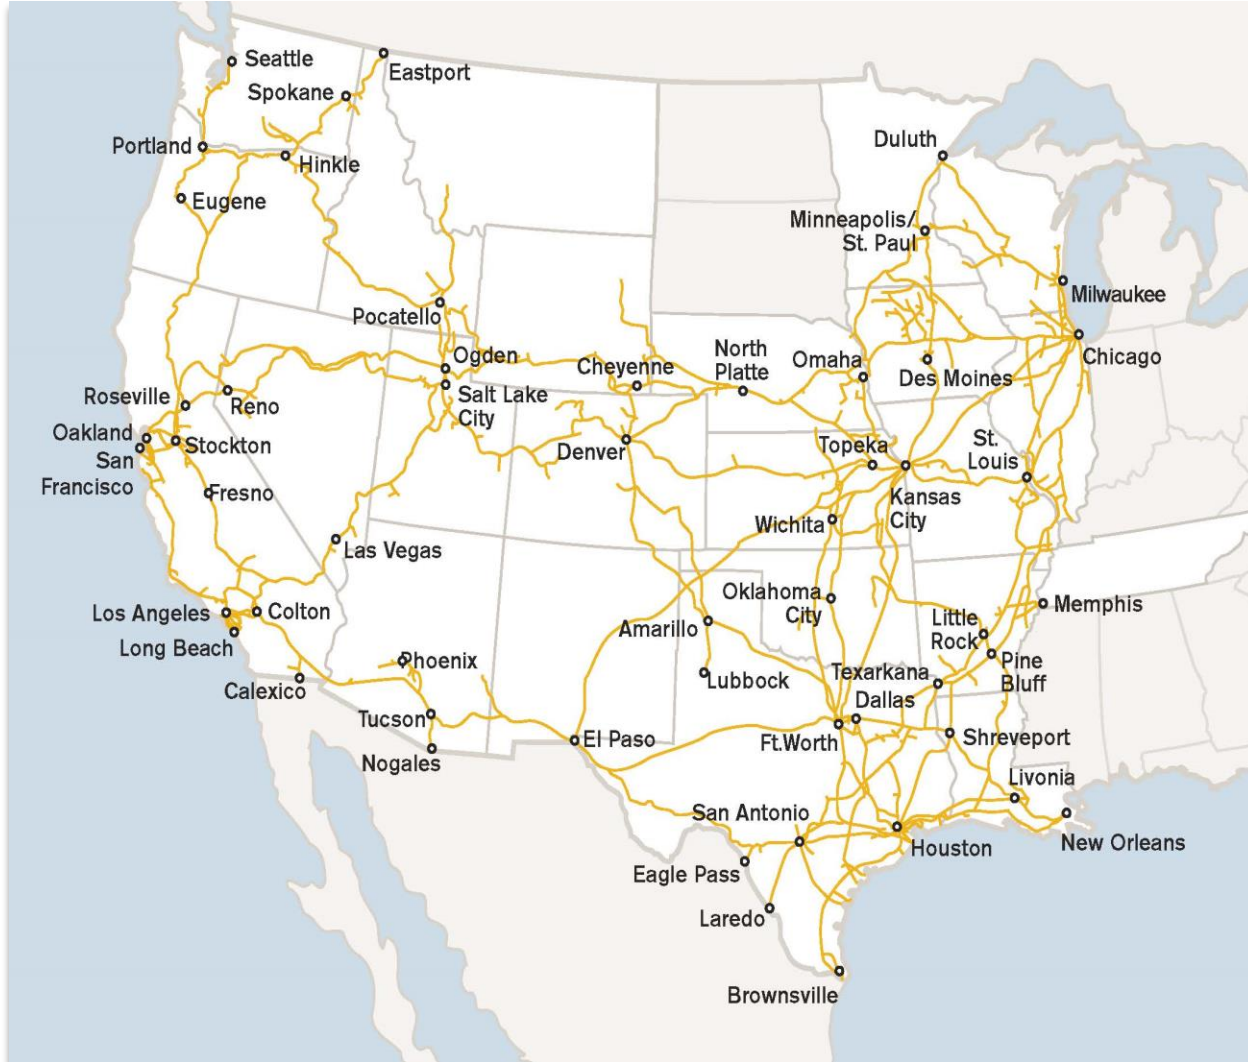 Seattle
Eastport
Spokane
Duluth
Portland
Hinkle
Eugene
Minneapolis/
St. Paul
Milwaukee
Pocatello
Ogden
Cheyenne
North
Platte
Omaha
Chicago
Des Moines
Roseville
Reno
Salt Lake
City
Oakland
Stockton
San
Francisco
Denver
Topeka
St.
Louis
Fresno
Kansas
City
Wichita
Las Vegas
Los Angeles
Colton
Oklahoma
City
Memphis
Long Beach
Amarillo
Little
Rock
Phoenix
Calexico
Lubbock
Texarkana
Pine
Bluff
Tucson
Dallas
Nogales
El Paso
Ft.Worth
Shreveport
Livonia
San Antonio
Houston
New Orleans
Eagle Pass
Laredo
Brownsville